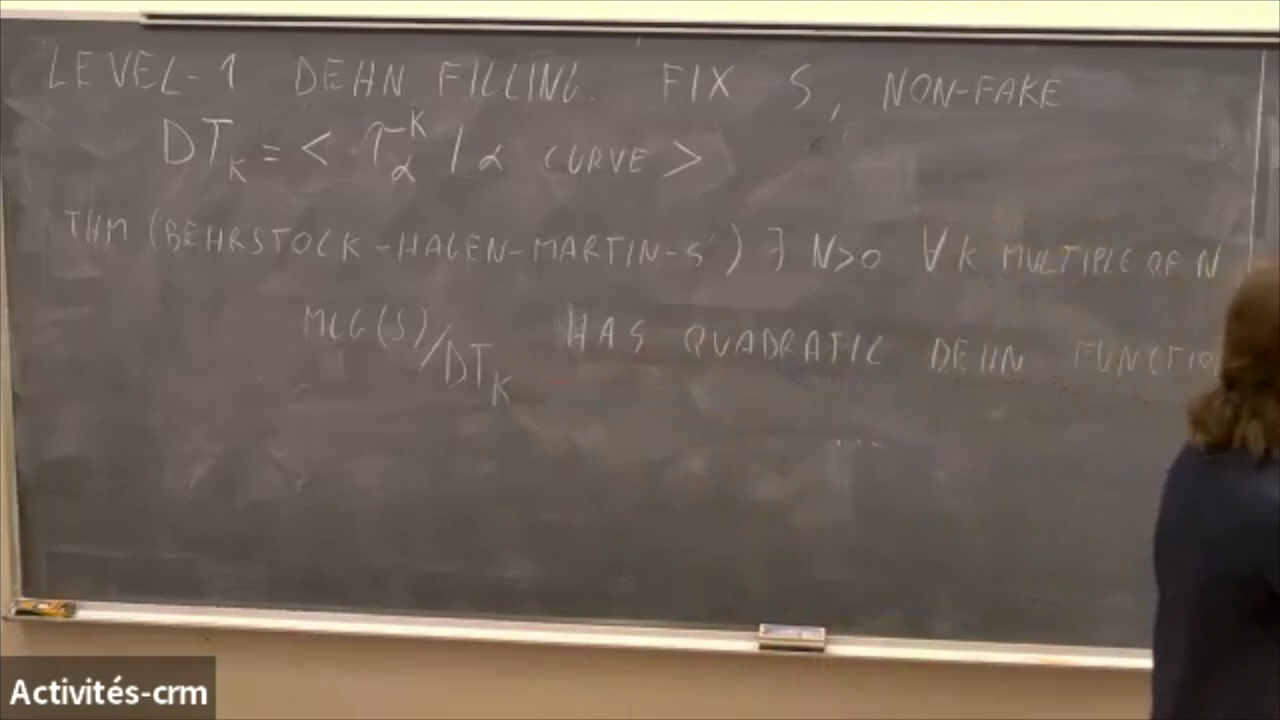 LEVEL-1 DEHN FILLING. FIX S, NON-FAKE
DT_K = < τ_α^K / α CURVE >
THM (BEHRSTOCK-HAGEN-MARTIN-S) ∃ N>0 ∀ K MULTIPLE OF N
MCG(S)/DT_K HAS QUADRATIC DEHN FUNCTIO
Activités-crm